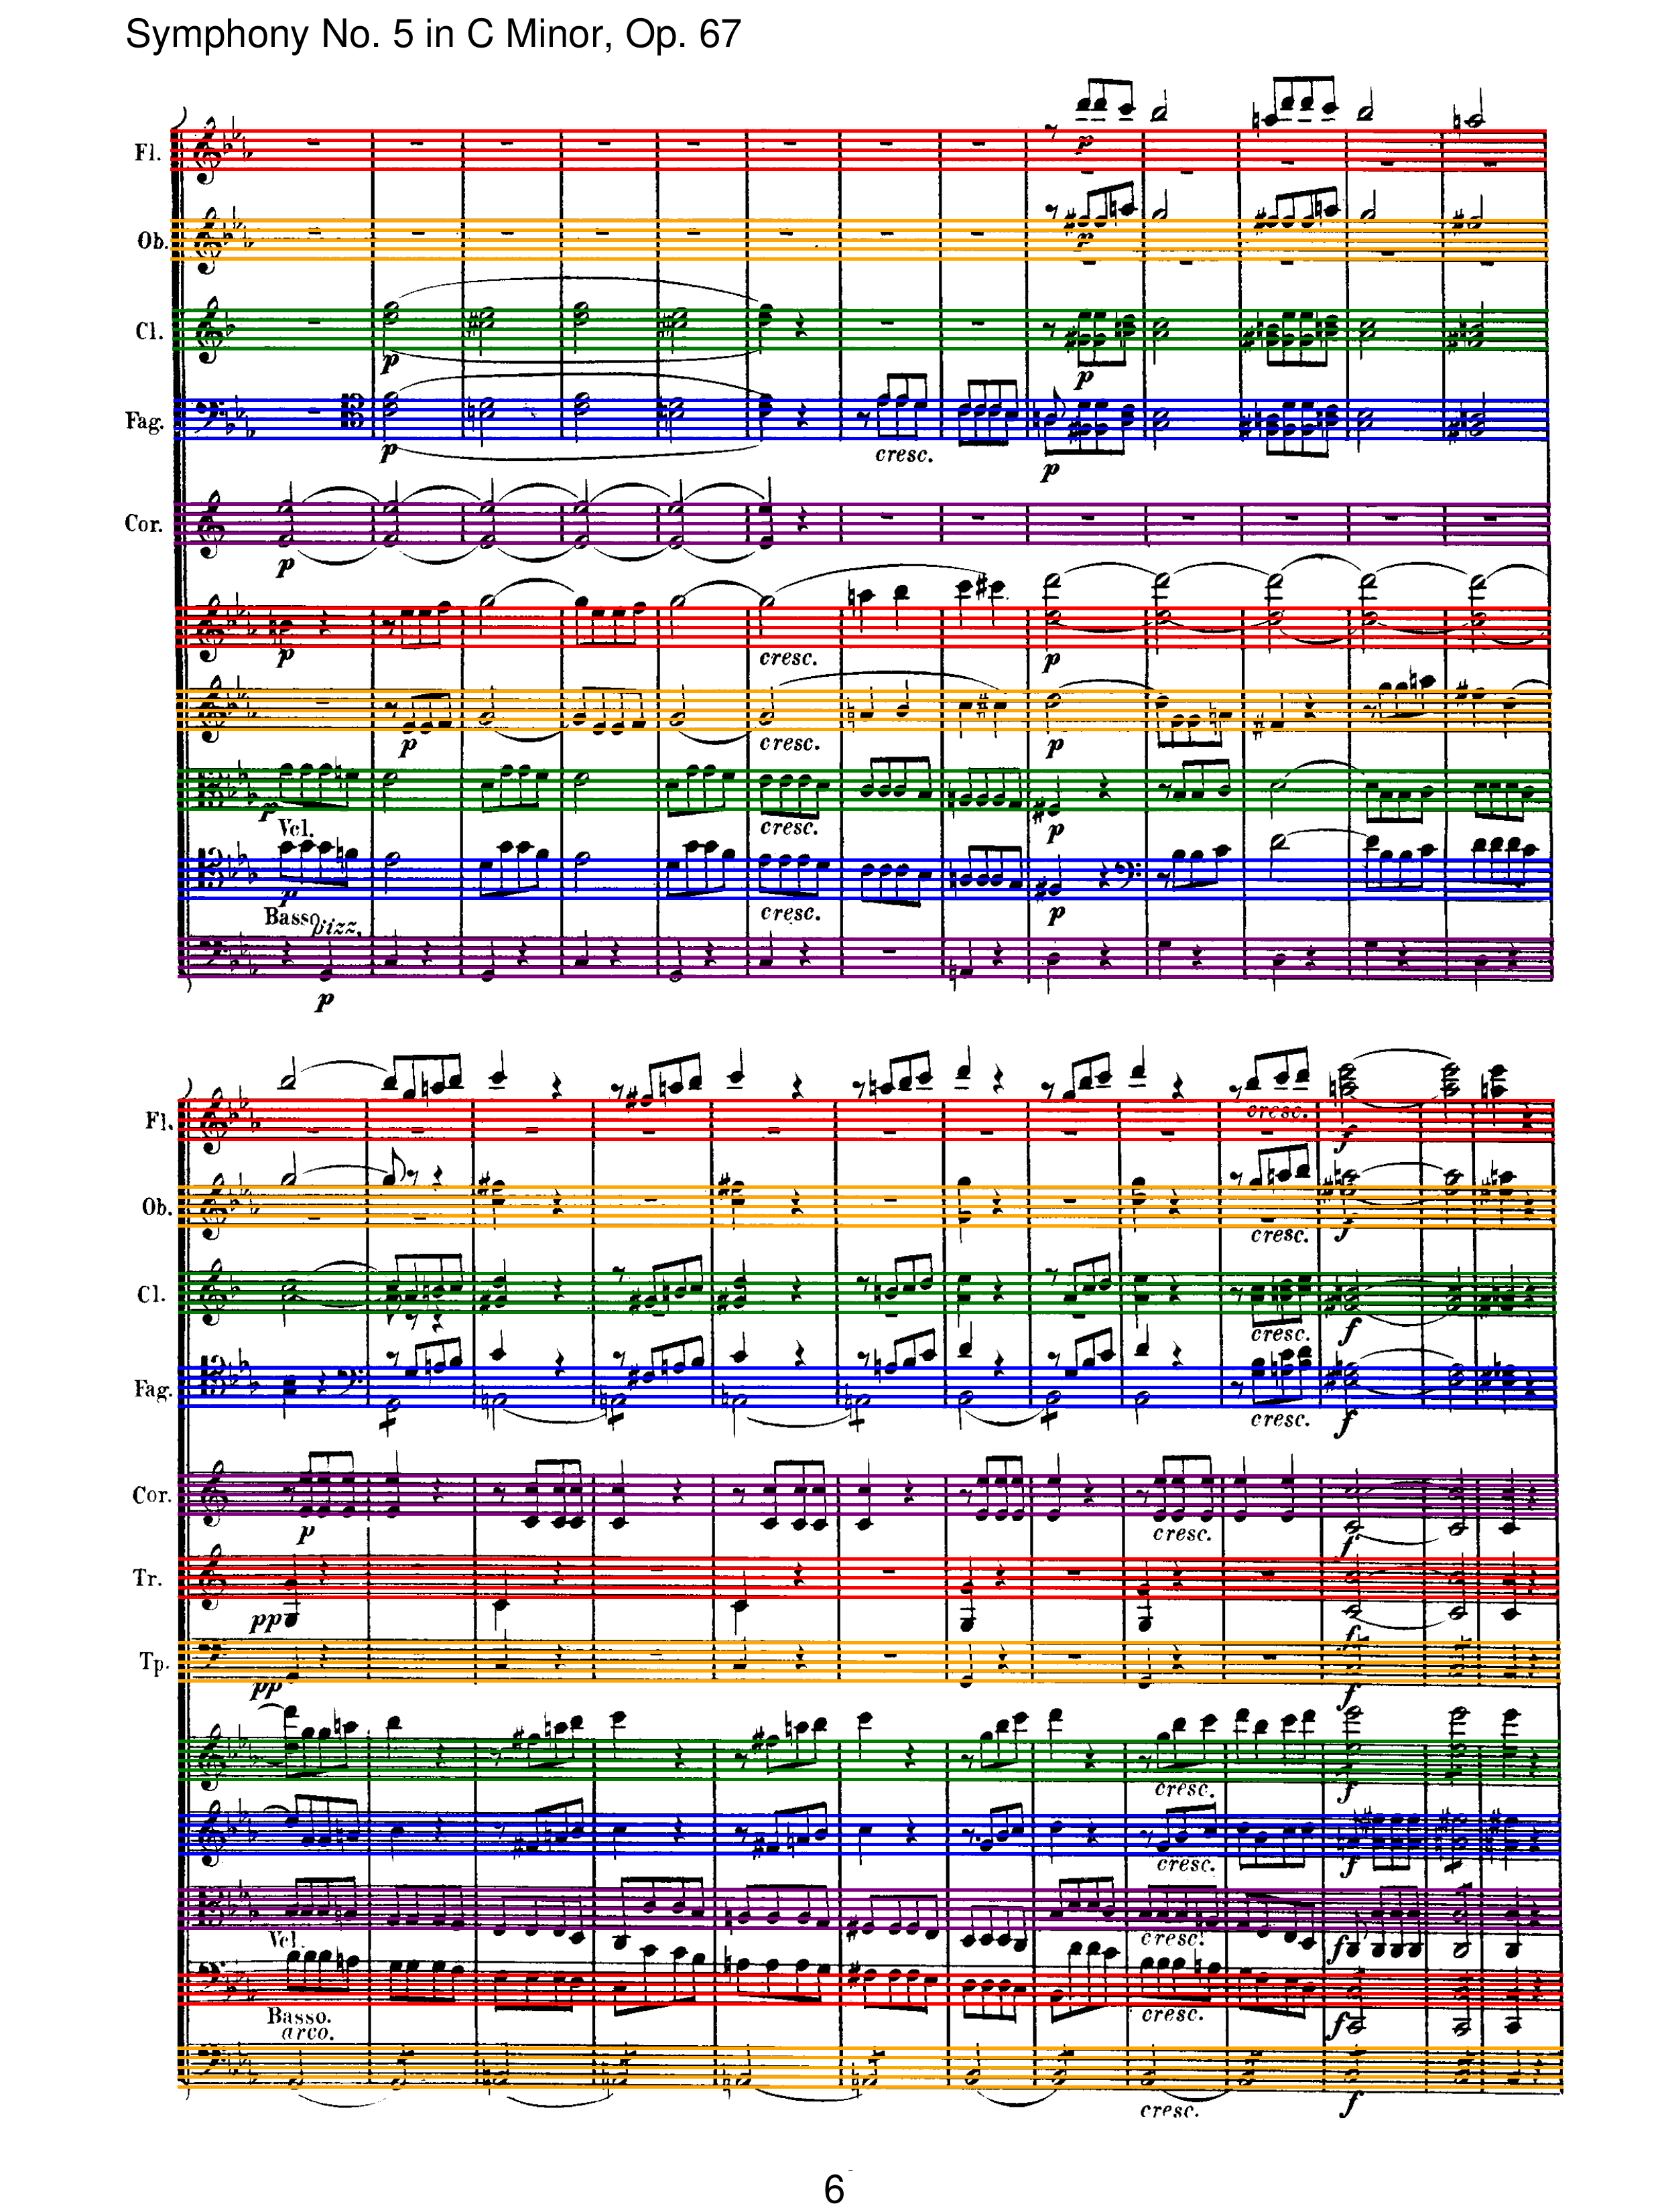 Symphony No. 5 in C Minor, Op. 67
Fl.
p
Ob.
p
Cl.
p
p
Fag.
p
cresc.
p
Cor.
p
p
cresc.
p
p
cresc.
p
p
cresc.
p
Vcl.
p
cresc.
p
Basso.
pizz.
p
Fl.
cresc.
f
Ob.
cresc.
f
Cl.
cresc.
f
Fag.
cresc.
f
Cor.
p
cresc.
f
Tr.
pp
f
Tp.
pp
f
cresc.
f
cresc.
f
cresc.
f
Vcl.
cresc.
f
Basso.
arco.
cresc.
f
6